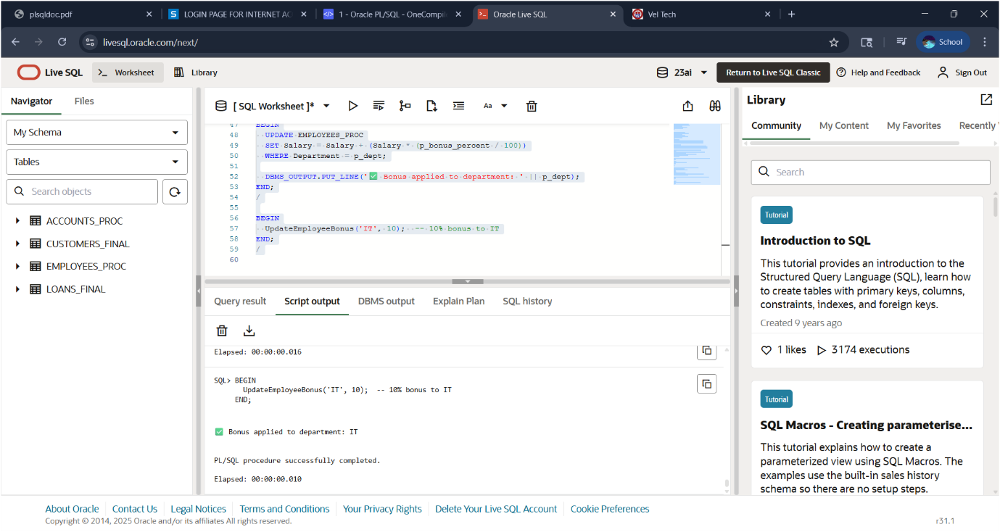 plsqldoc.pdf
LOGIN PAGE FOR INTERNET AC
1 - Oracle PL/SQL - OneCompil
Oracle Live SQL
Vel Tech
livesql.oracle.com/next/
School
Live SQL
Worksheet
Library
23ai
Return to Live SQL Classic
Help and Feedback
Sign Out
Navigator
Files
My Schema
Tables
Search objects
ACCOUNTS_PROC
CUSTOMERS_FINAL
EMPLOYEES_PROC
LOANS_FINAL
[ SQL Worksheet ]*
Aa
47 BEGIN
48 UPDATE EMPLOYEES_PROC
49 SET Salary = Salary + (Salary * (p_bonus_percent / 100))
50 WHERE Department = p_dept;
51
52 DBMS_OUTPUT.PUT_LINE('✅ Bonus applied to department: ' || p_dept);
53 END;
54 /
55
56 BEGIN
57 UpdateEmployeeBonus('IT', 10); -- 10% bonus to IT
58 END;
59 /
60
Query result
Script output
DBMS output
Explain Plan
SQL history
Elapsed: 00:00:00.016
SQL> BEGIN
UpdateEmployeeBonus('IT', 10); -- 10% bonus to IT
END;
✅ Bonus applied to department: IT
PL/SQL procedure successfully completed.
Elapsed: 00:00:00.010
Library
Community
My Content
My Favorites
Recently
Search
Tutorial
Introduction to SQL
This tutorial provides an introduction to the
Structured Query Language (SQL), learn how
to create tables with primary keys, columns,
constraints, indexes, and foreign keys.
Created 9 years ago
1 likes
3174 executions
Tutorial
SQL Macros - Creating parameterise...
This tutorial explains how to create a
parameterized view using SQL Macros. The
examples use the built-in sales history
schema so there are no setup steps.
About Oracle
Contact Us
Legal Notices
Terms and Conditions
Your Privacy Rights
Delete Your Live SQL Account
Cookie Preferences
Copyright © 2014, 2025 Oracle and/or its affiliates All rights reserved.
r31.1